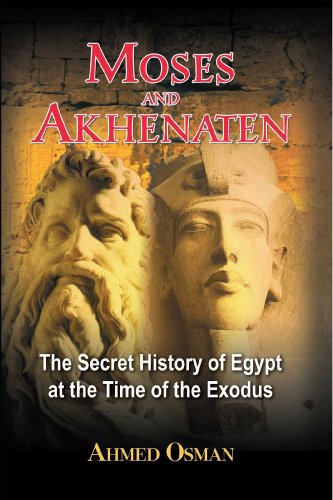 MOSES
AND
AKHENATEN
The Secret History of Egypt
at the Time of the Exodus
AHMED OSMAN